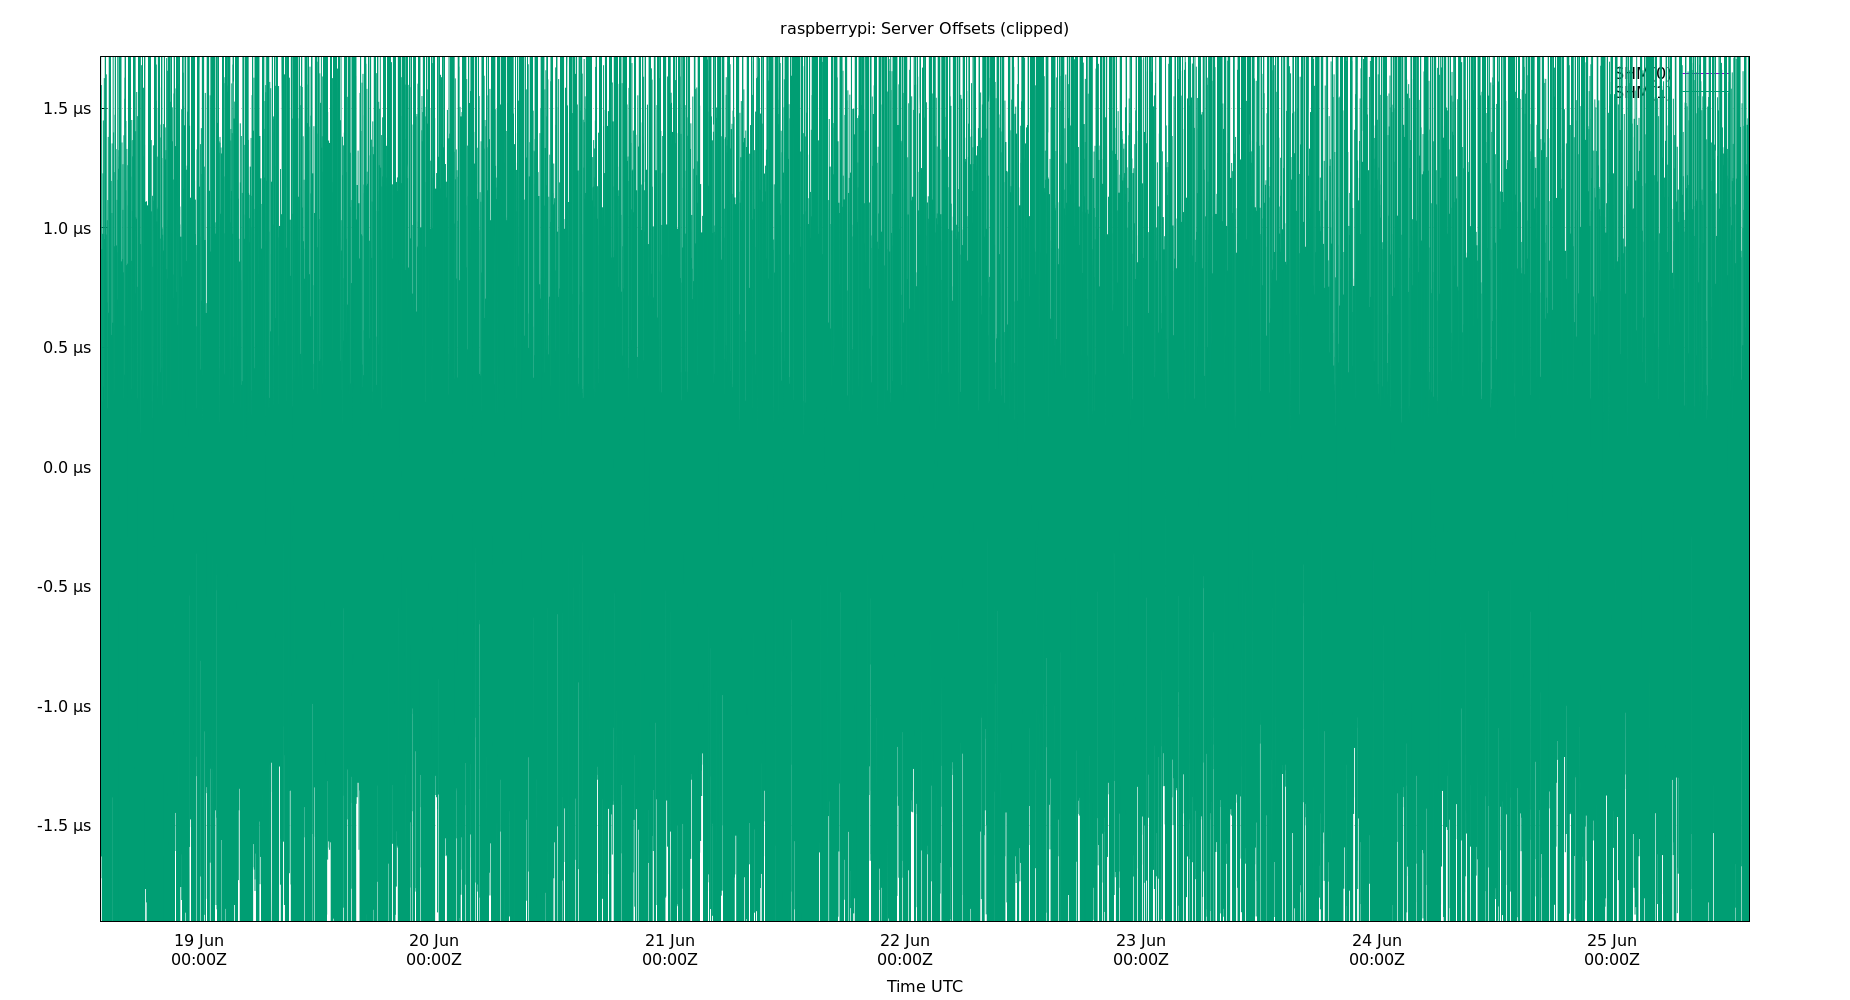 raspberrypi: Server Offsets (clipped)
SHM(0)
1.5 µs
1.0 µs
0.5 µs
0.0 µs
-0.5 µs
-1.0 µs
-1.5 µs
19 Jun
00:00Z
20 Jun
00:00Z
21 Jun
00:00Z
22 Jun
00:00Z
23 Jun
00:00Z
24 Jun
00:00Z
25 Jun
00:00Z
Time UTC